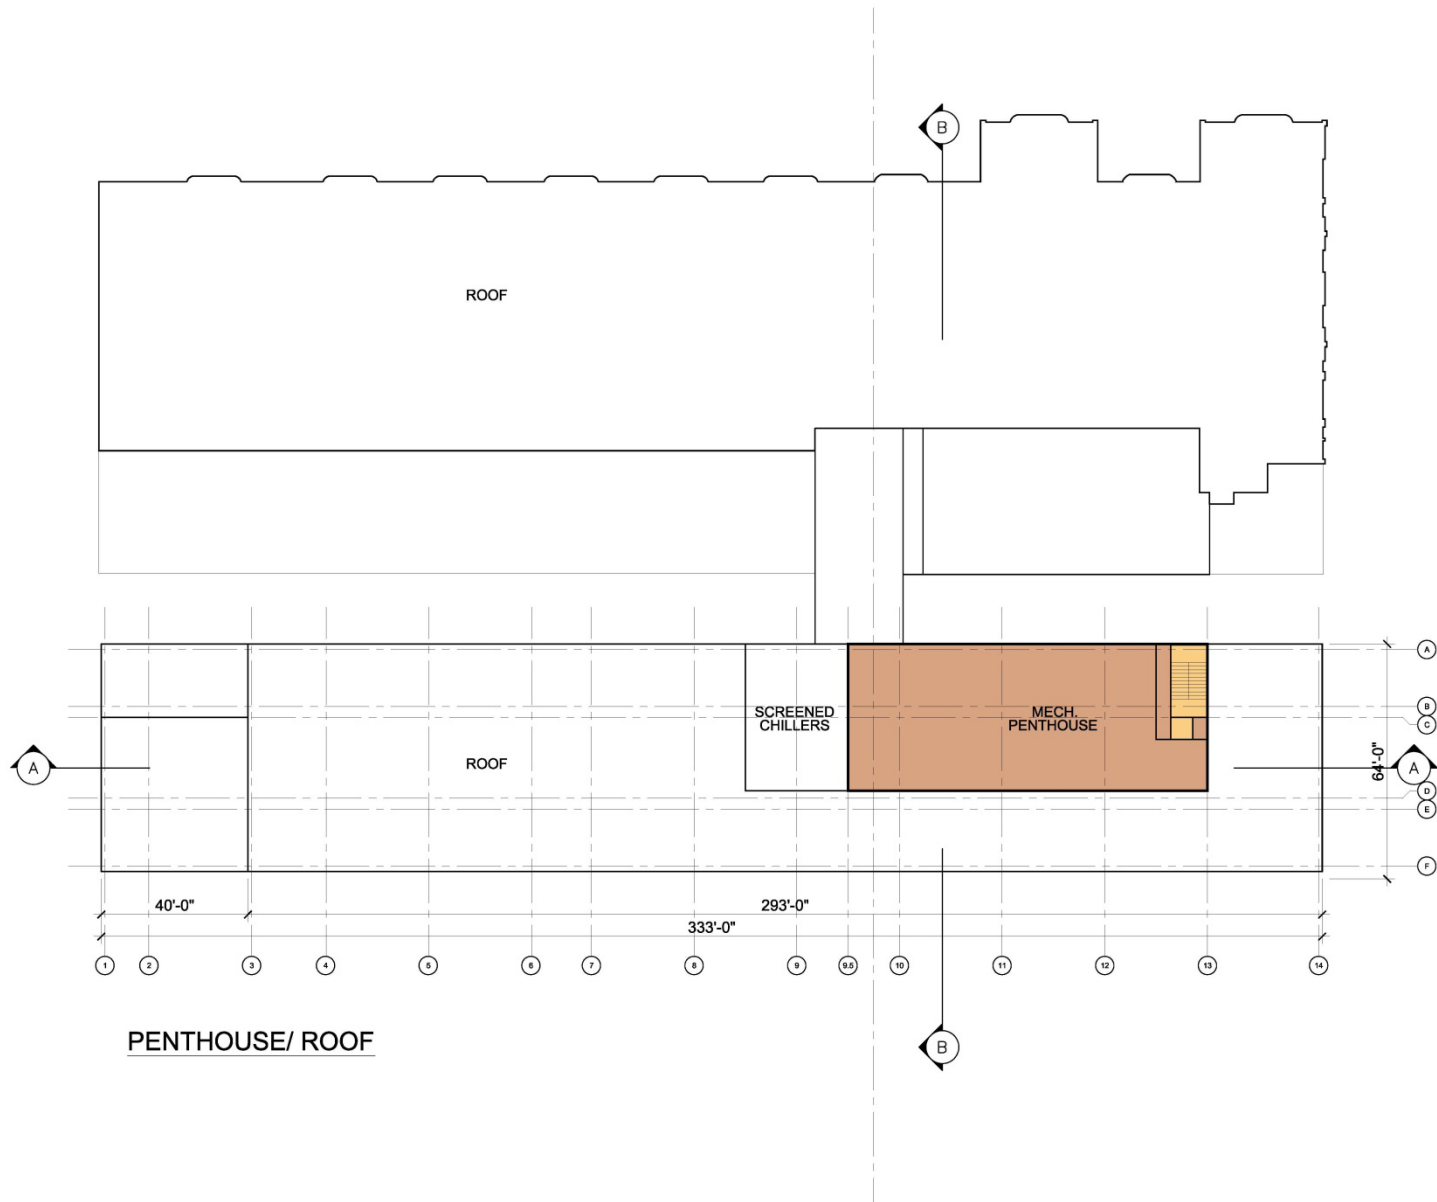 B
ROOF
A
B
SCREENED
CHILLERS
MECH.
PENTHOUSE
C
64'-0"
A
ROOF
A
D
E
F
40'-0"
293'-0"
333'-0"
1 2 3 4 5 6 7 8 9 9.5 10 11 12 13 14
PENTHOUSE/ ROOF
B